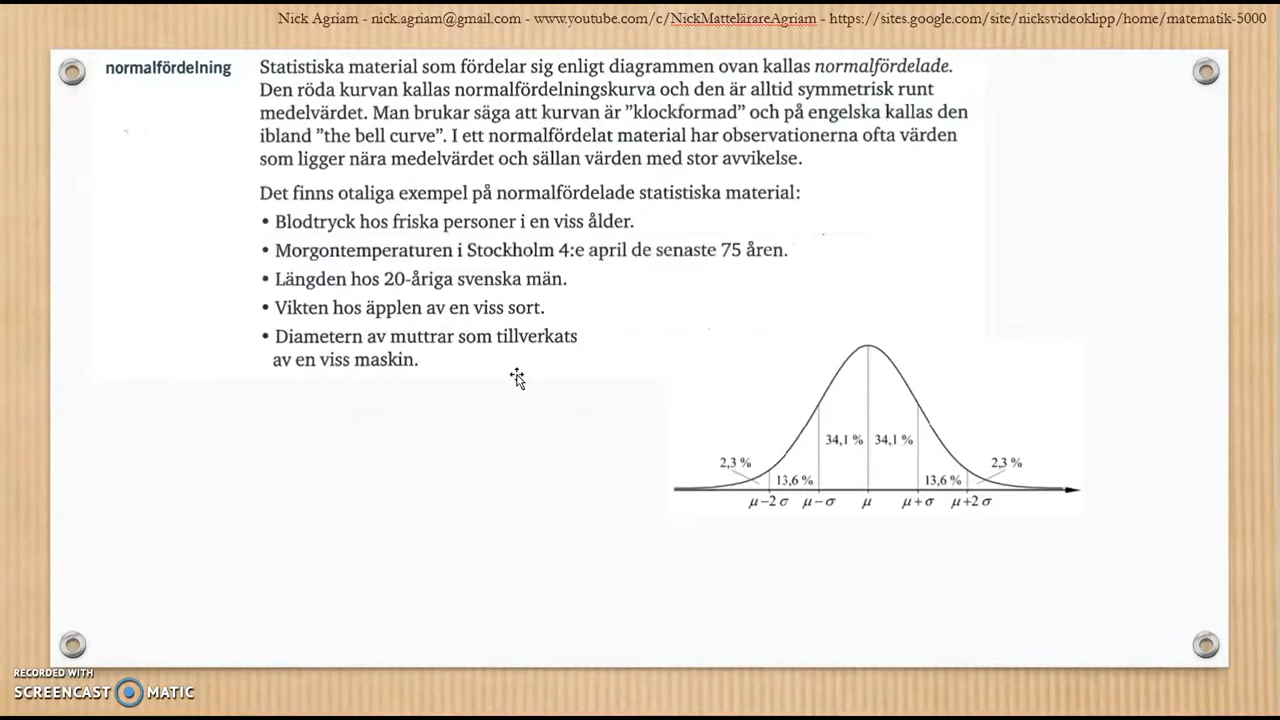 Nick Agriam - nick.agriam@gmail.com - www.youtube.com/c/NickMattelärareAgriam - https://sites.google.com/site/nicksvideoklipp/home/matematik-5000
normalfördelning
Statistiska material som fördelar sig enligt diagrammen ovan kallas normalfördelade.
Den röda kurvan kallas normalfördelningskurva och den är alltid symmetrisk runt
medelvärdet. Man brukar säga att kurvan är ”klockformad” och på engelska kallas den
ibland ”the bell curve”. I ett normalfördelat material har observationerna ofta värden
som ligger nära medelvärdet och sällan värden med stor avvikelse.
Det finns otaliga exempel på normalfördelade statistiska material:
• Blodtryck hos friska personer i en viss ålder.
• Morgontemperaturen i Stockholm 4:e april de senaste 75 åren.
• Längden hos 20-åriga svenska män.
• Vikten hos äpplen av en viss sort.
• Diametern av muttrar som tillverkats
av en viss maskin.
34,1 % 34,1 %
2,3 % 2,3 %
13,6 % 13,6 %
μ−2σ μ−σ μ μ+σ μ+2σ
RECORDED WITH
SCREENCAST MATIC